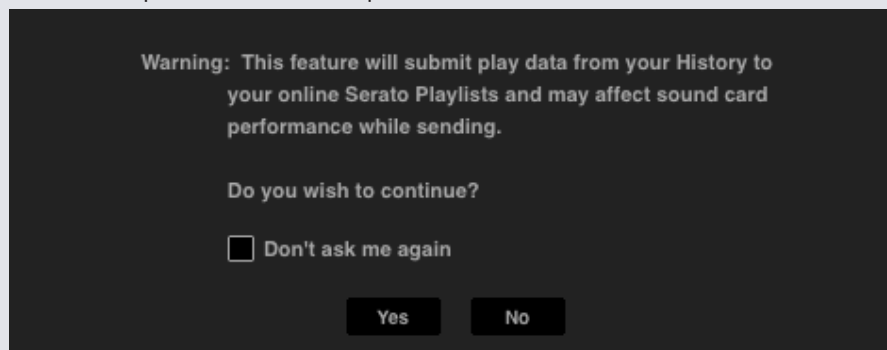 Warning: This feature will submit play data from your History to
your online Serato Playlists and may affect sound card
performance while sending.
Do you wish to continue?
Don't ask me again
Yes No